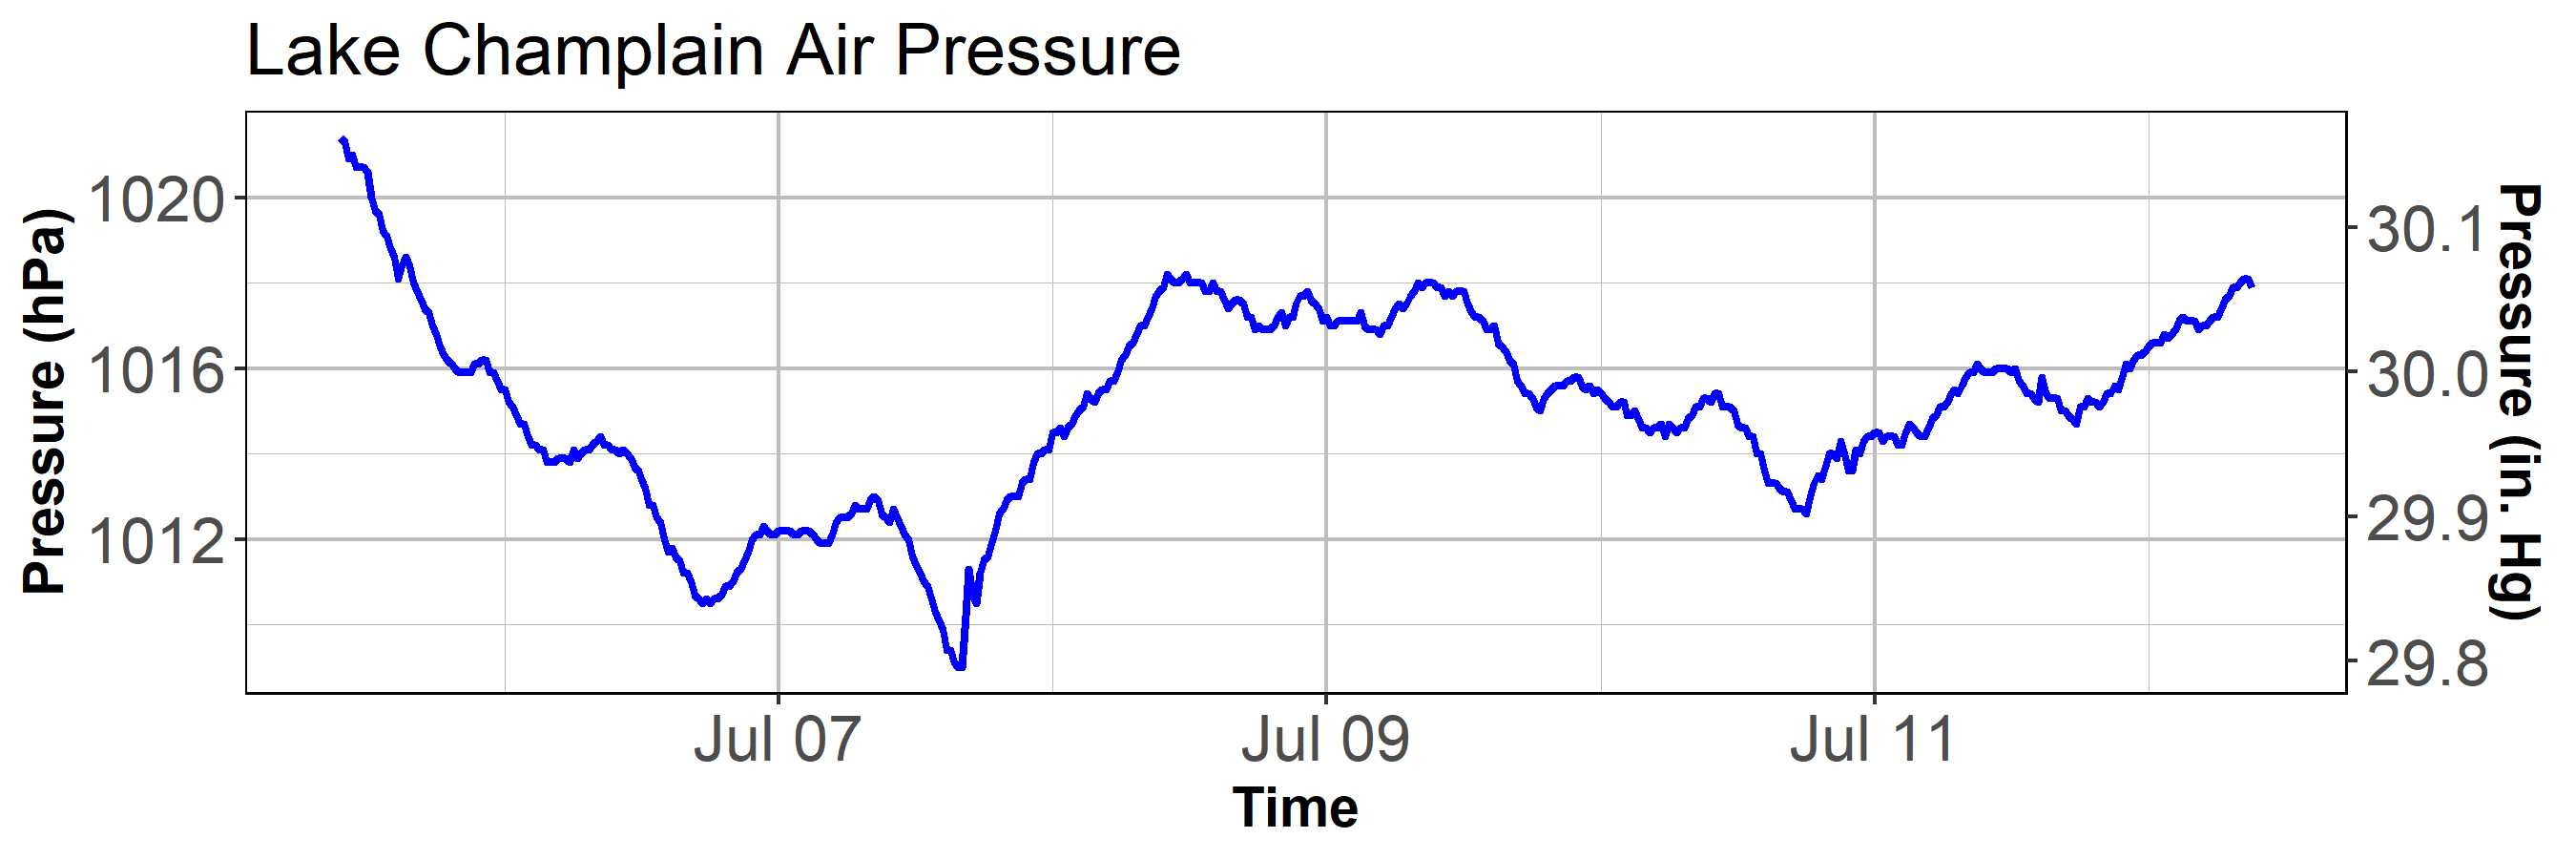 Lake Champlain Air Pressure
Pressure (hPa)
1020
1016
1012
30.1
30.0
29.9
29.8
Pressure (in. Hg)
Jul 07
Jul 09
Jul 11
Time